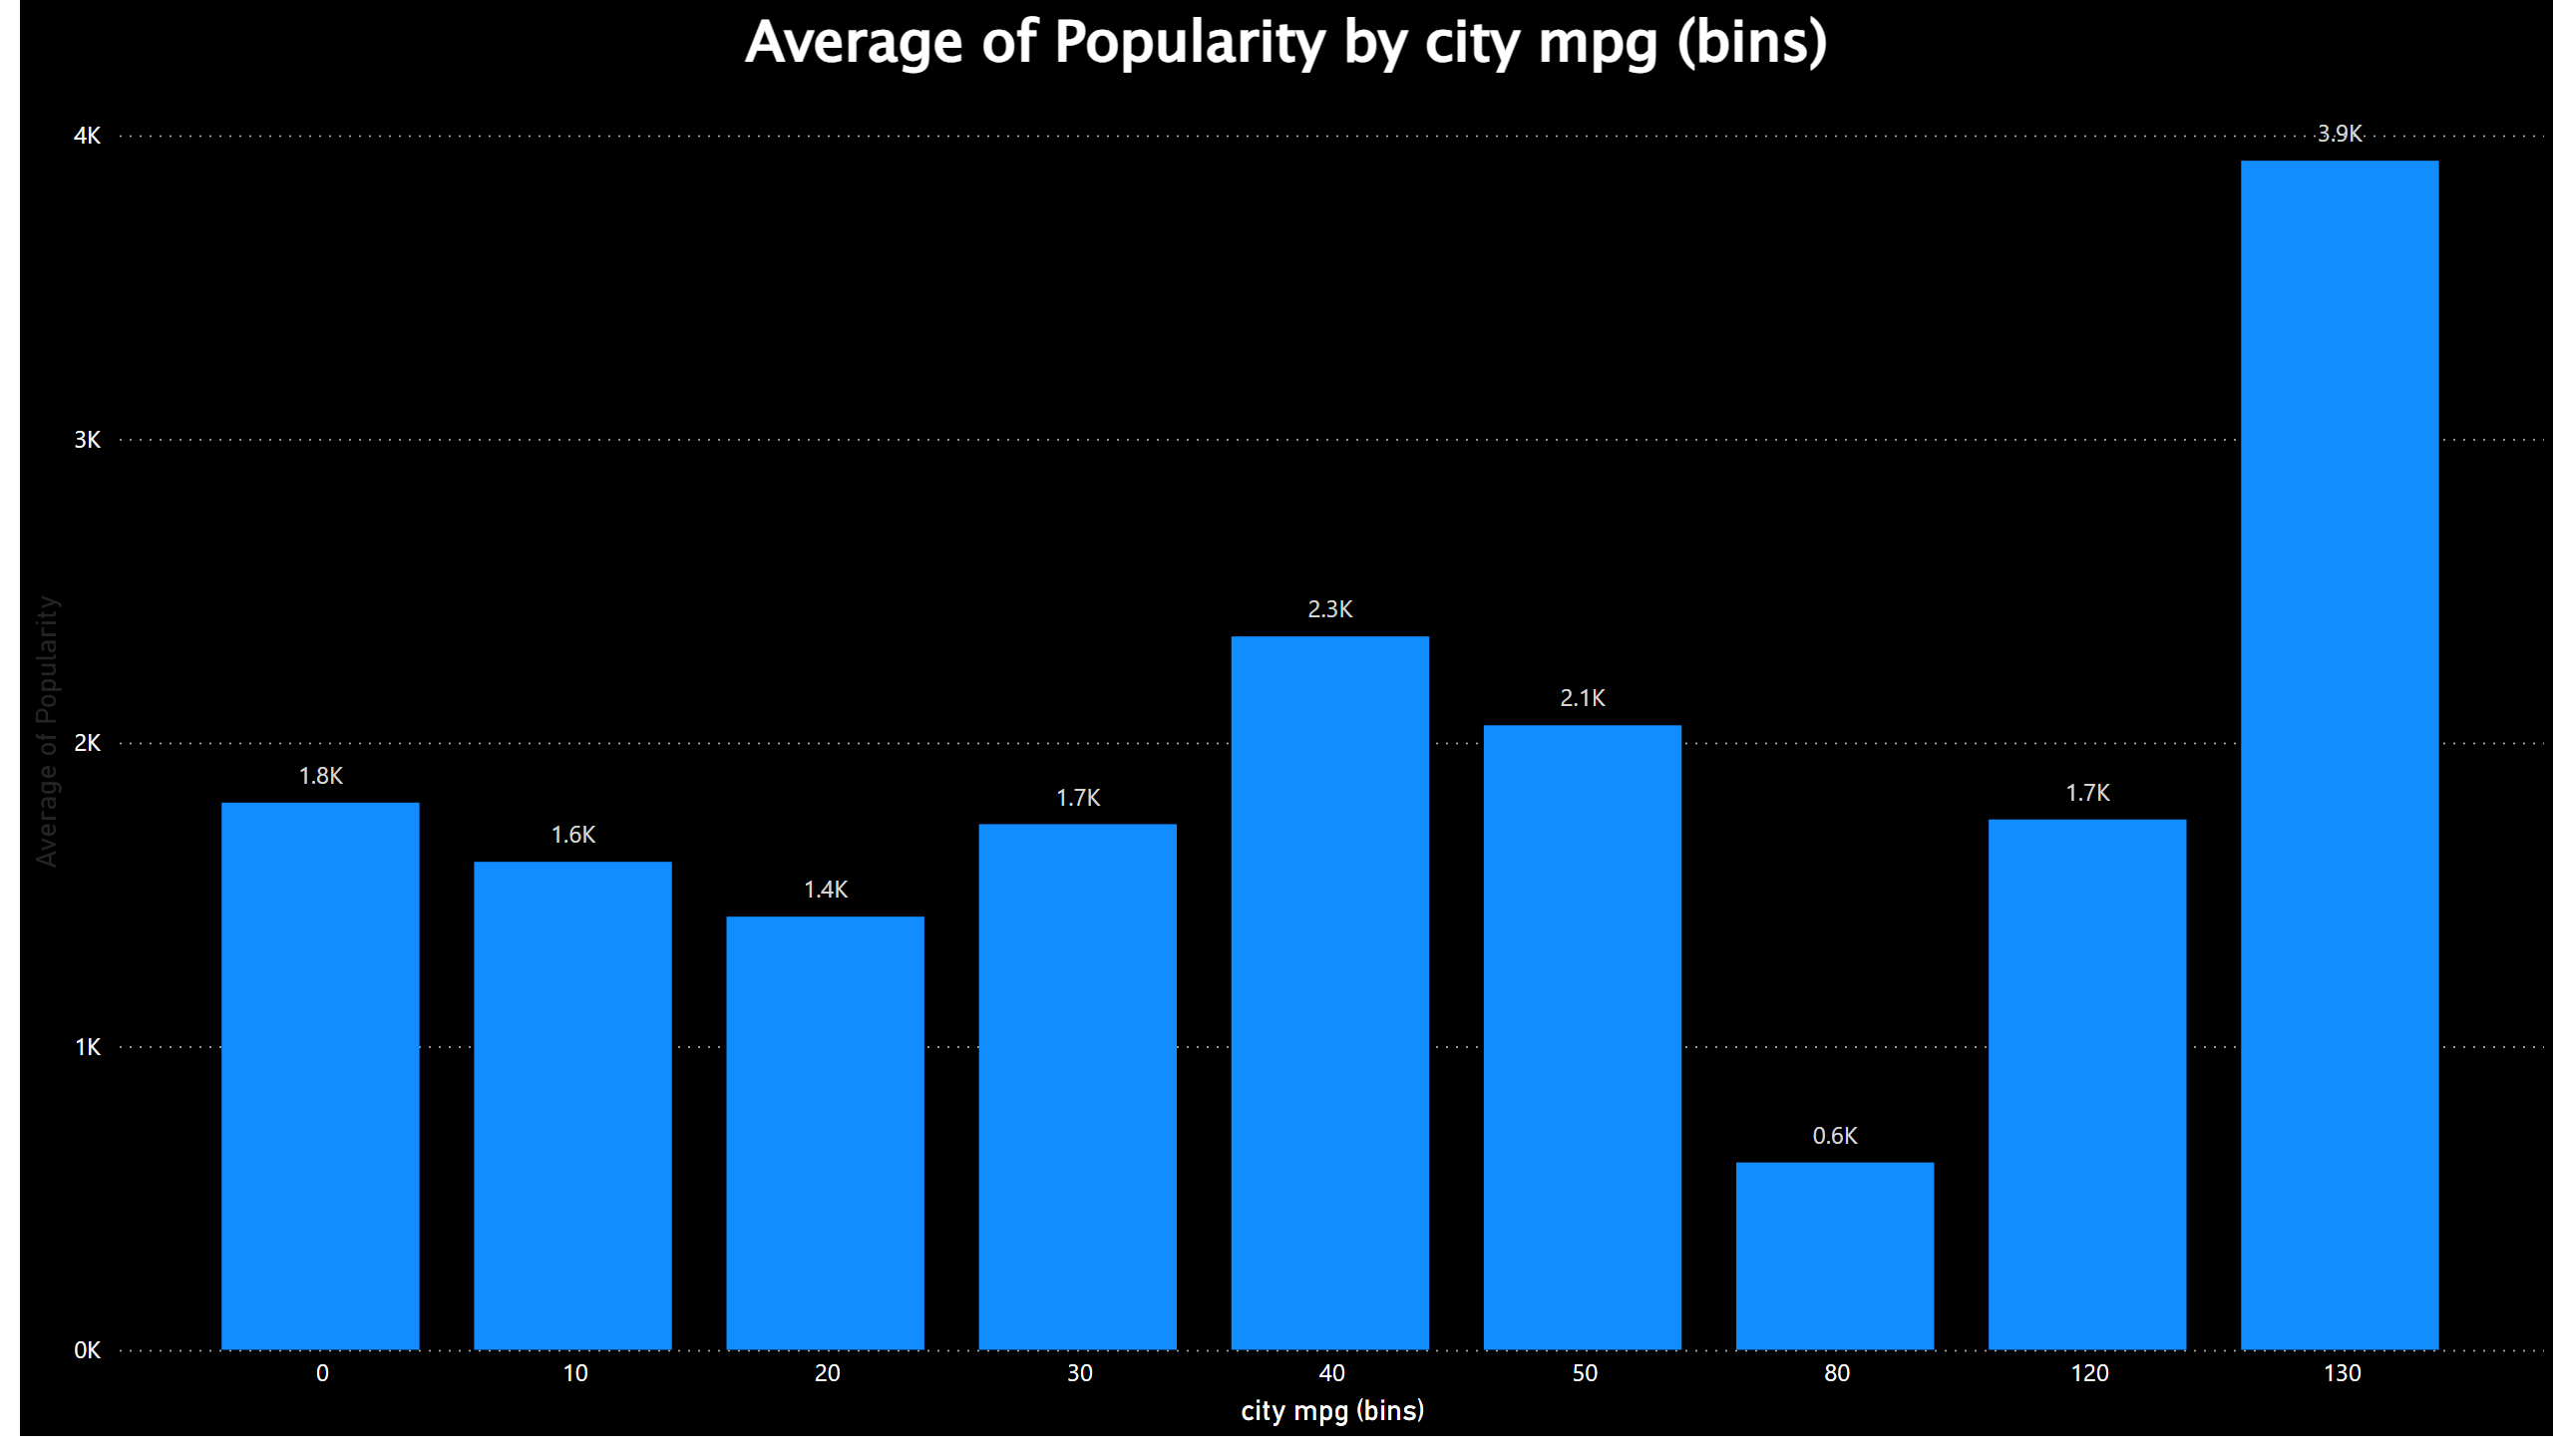 Average of Popularity by city mpg (bins)
4K
3K
2K
1K
0K
Average of Popularity
1.8K
1.6K
1.4K
1.7K
2.3K
2.1K
0.6K
1.7K
3.9K
0 10 20 30 40 50 80 120 130
city mpg (bins)